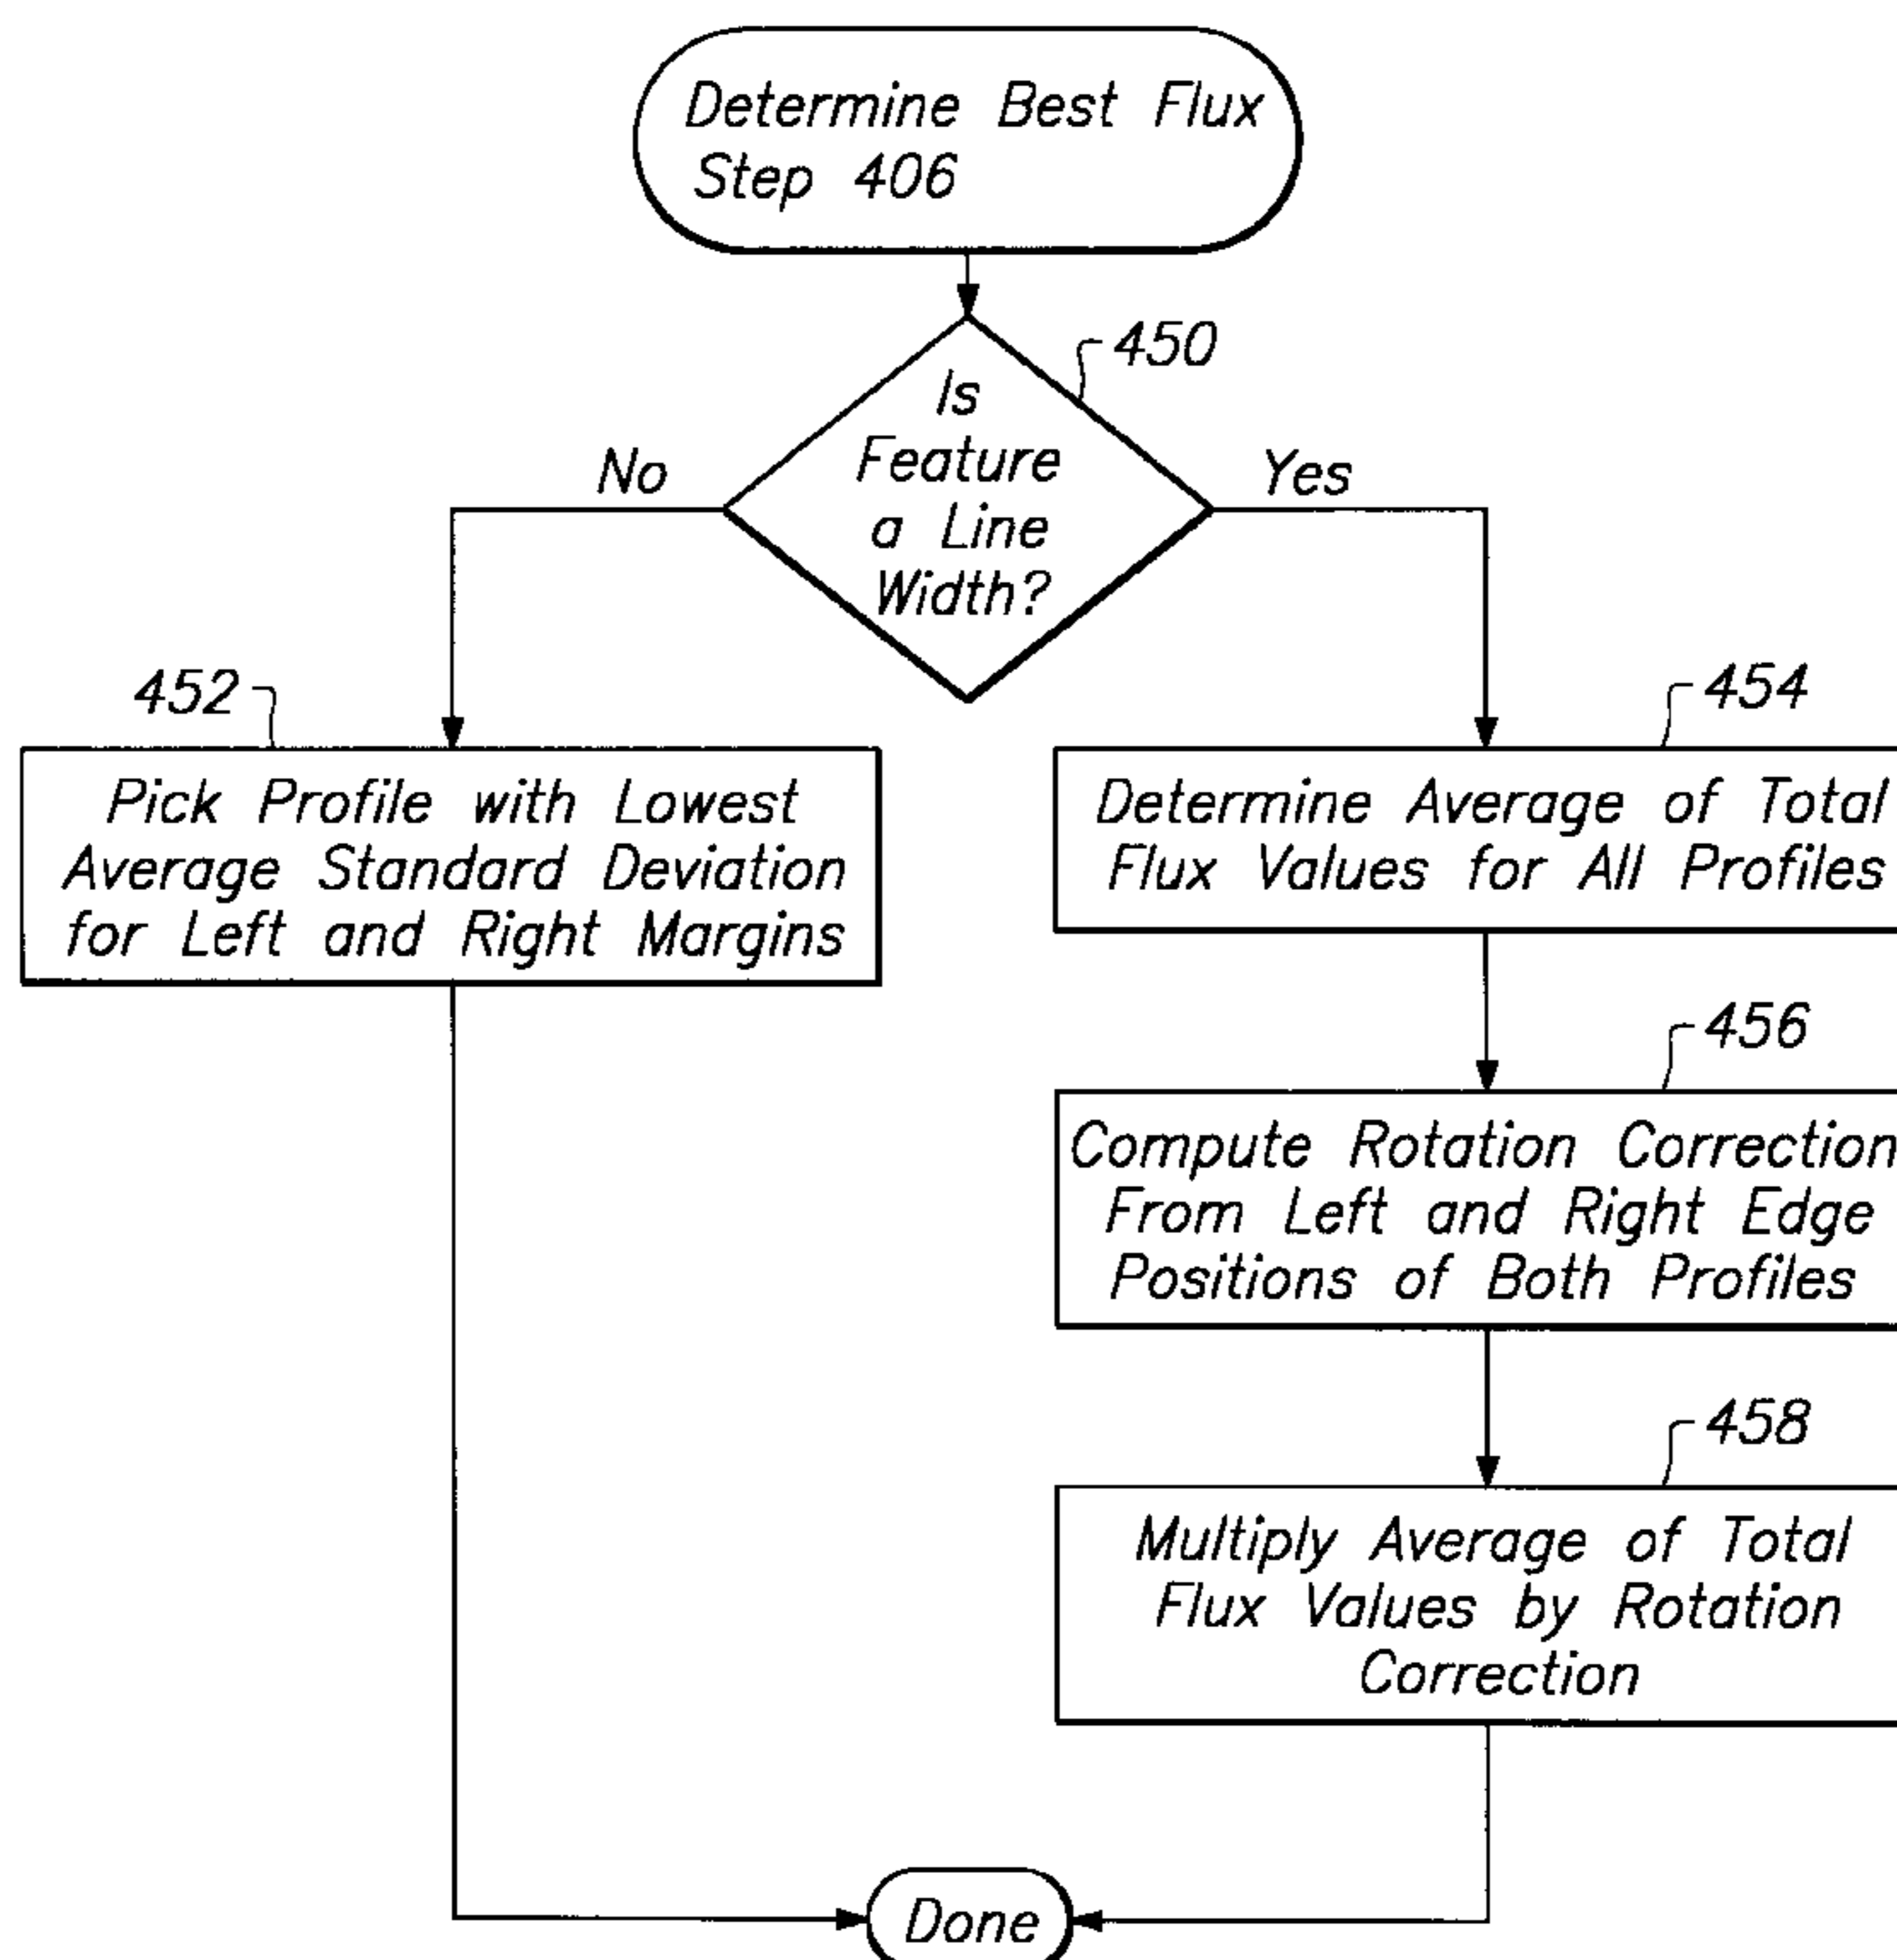 Determine Best Flux
Step 406
450
Is
Feature
a Line
Width?
No
Yes
452
Pick Profile with Lowest
Average Standard Deviation
for Left and Right Margins
454
Determine Average of Total
Flux Values for All Profiles
456
Compute Rotation Correction
From Left and Right Edge
Positions of Both Profiles
458
Multiply Average of Total
Flux Values by Rotation
Correction
Done